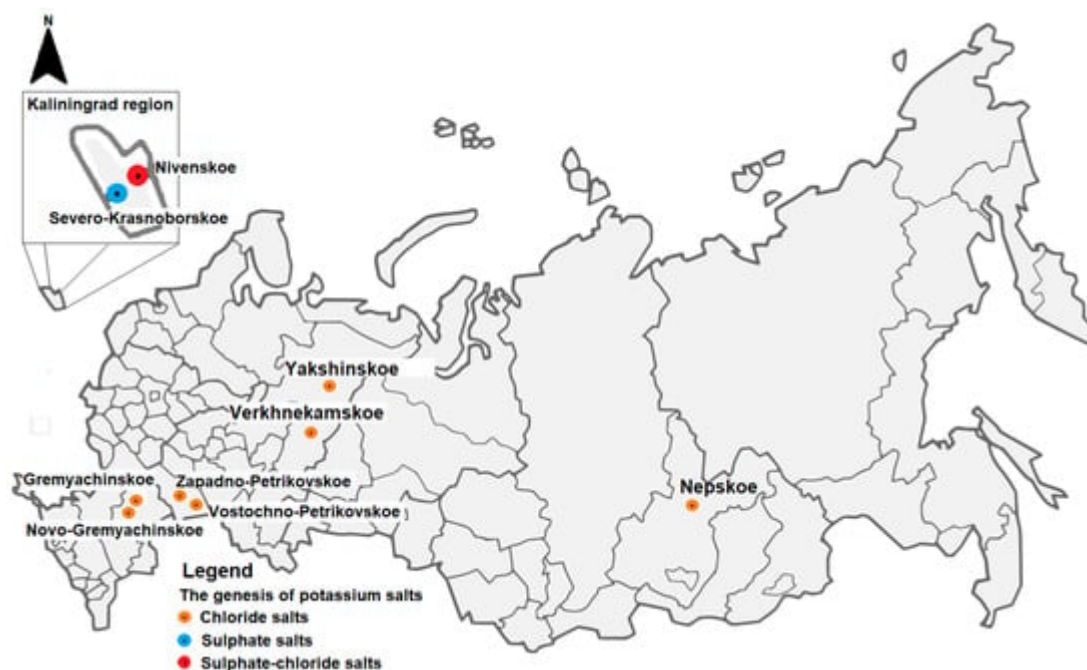 N
Kaliningrad region
Nivenskoe
Severo-Krasnoborskoe
Yakshinskoe
Verkhnekamskoe
Gremyachinskoe
Zapadno-Petrikovskoe
Nepskoe
Vostochno-Petrikovskoe
Novo-Gremyachinskoe
Legend
The genesis of potassium salts
Chloride salts
Sulphate salts
Sulphate-chloride salts